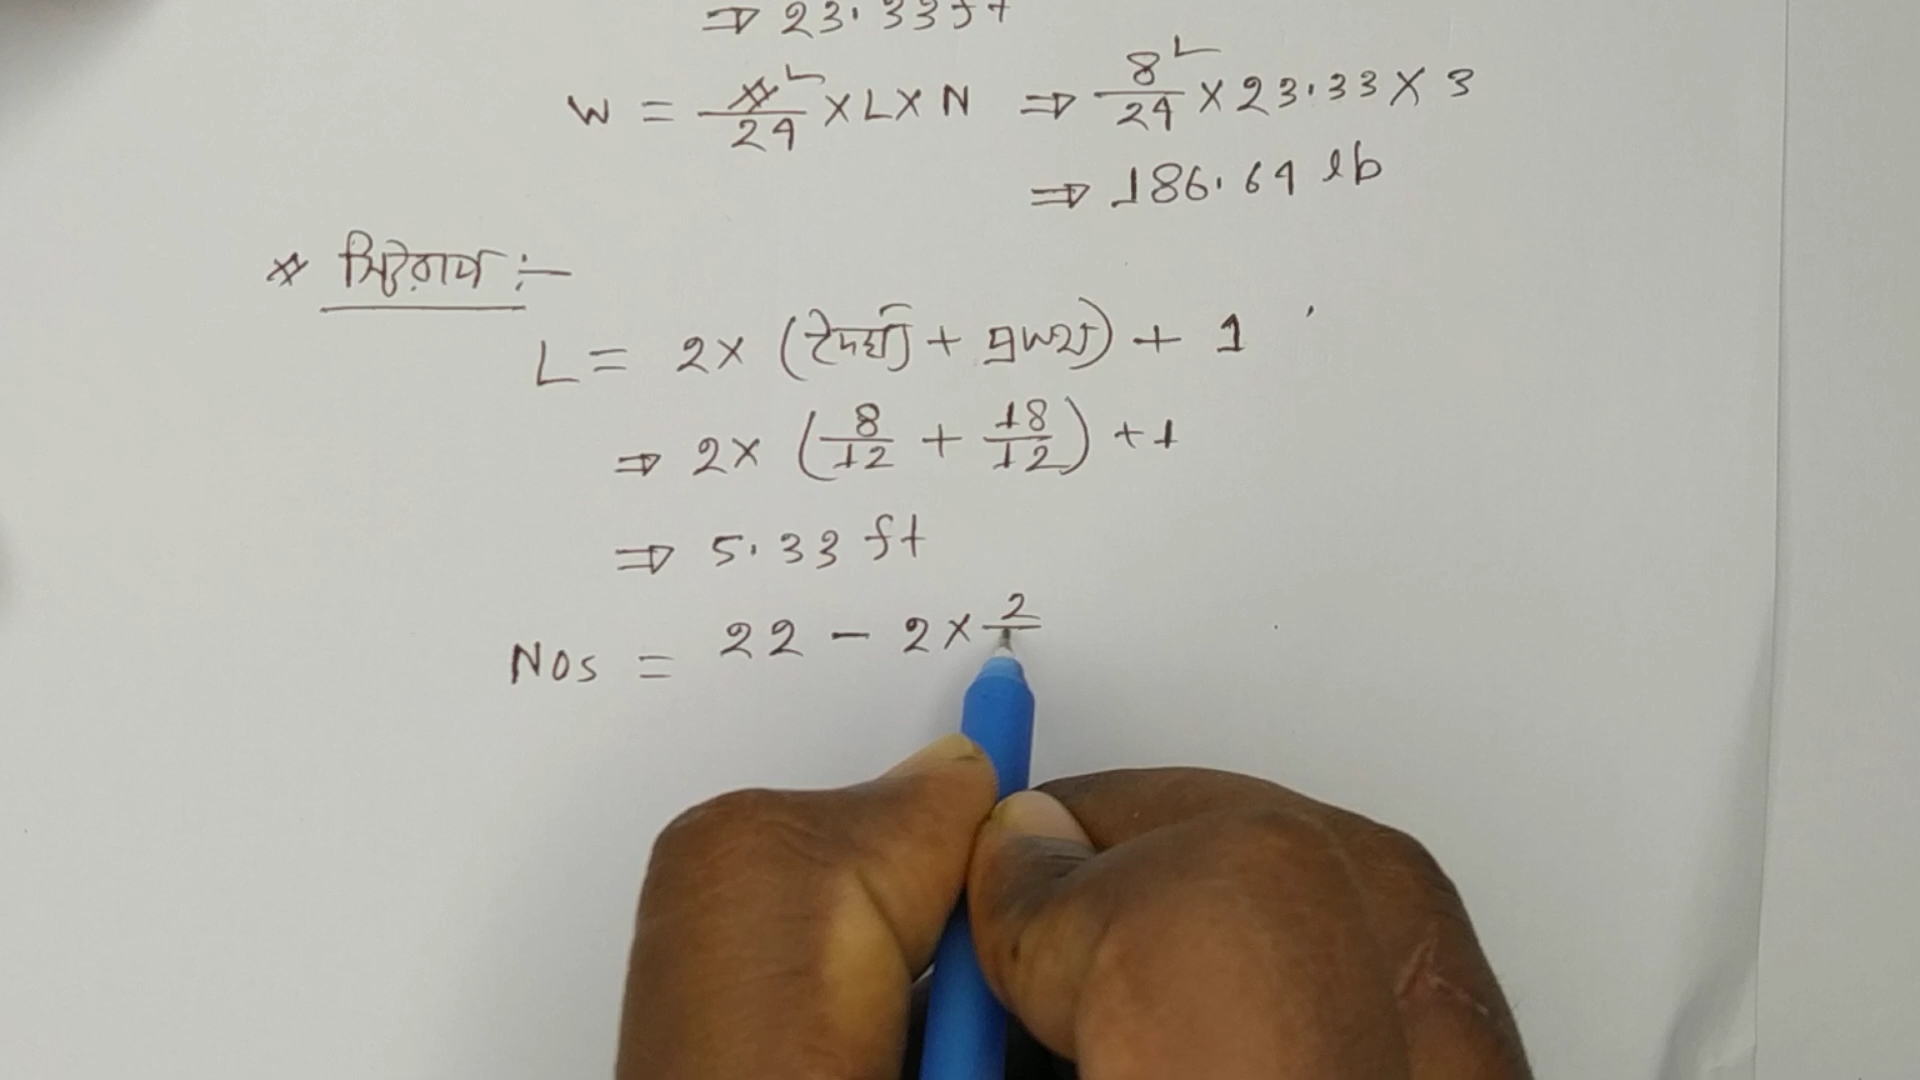 ⇒ 23.33 ft
W = #²/24 × L × N ⇒ 8²/24 × 23.33 × 3
⇒ 186.64 lb
* স্টিরাপ :-
L = 2× (দৈর্ঘ্য + প্রস্থ) + 1'
⇒ 2× (8/12 + 18/12) + 1
⇒ 5.33 ft
Nos = 22 - 2×2/